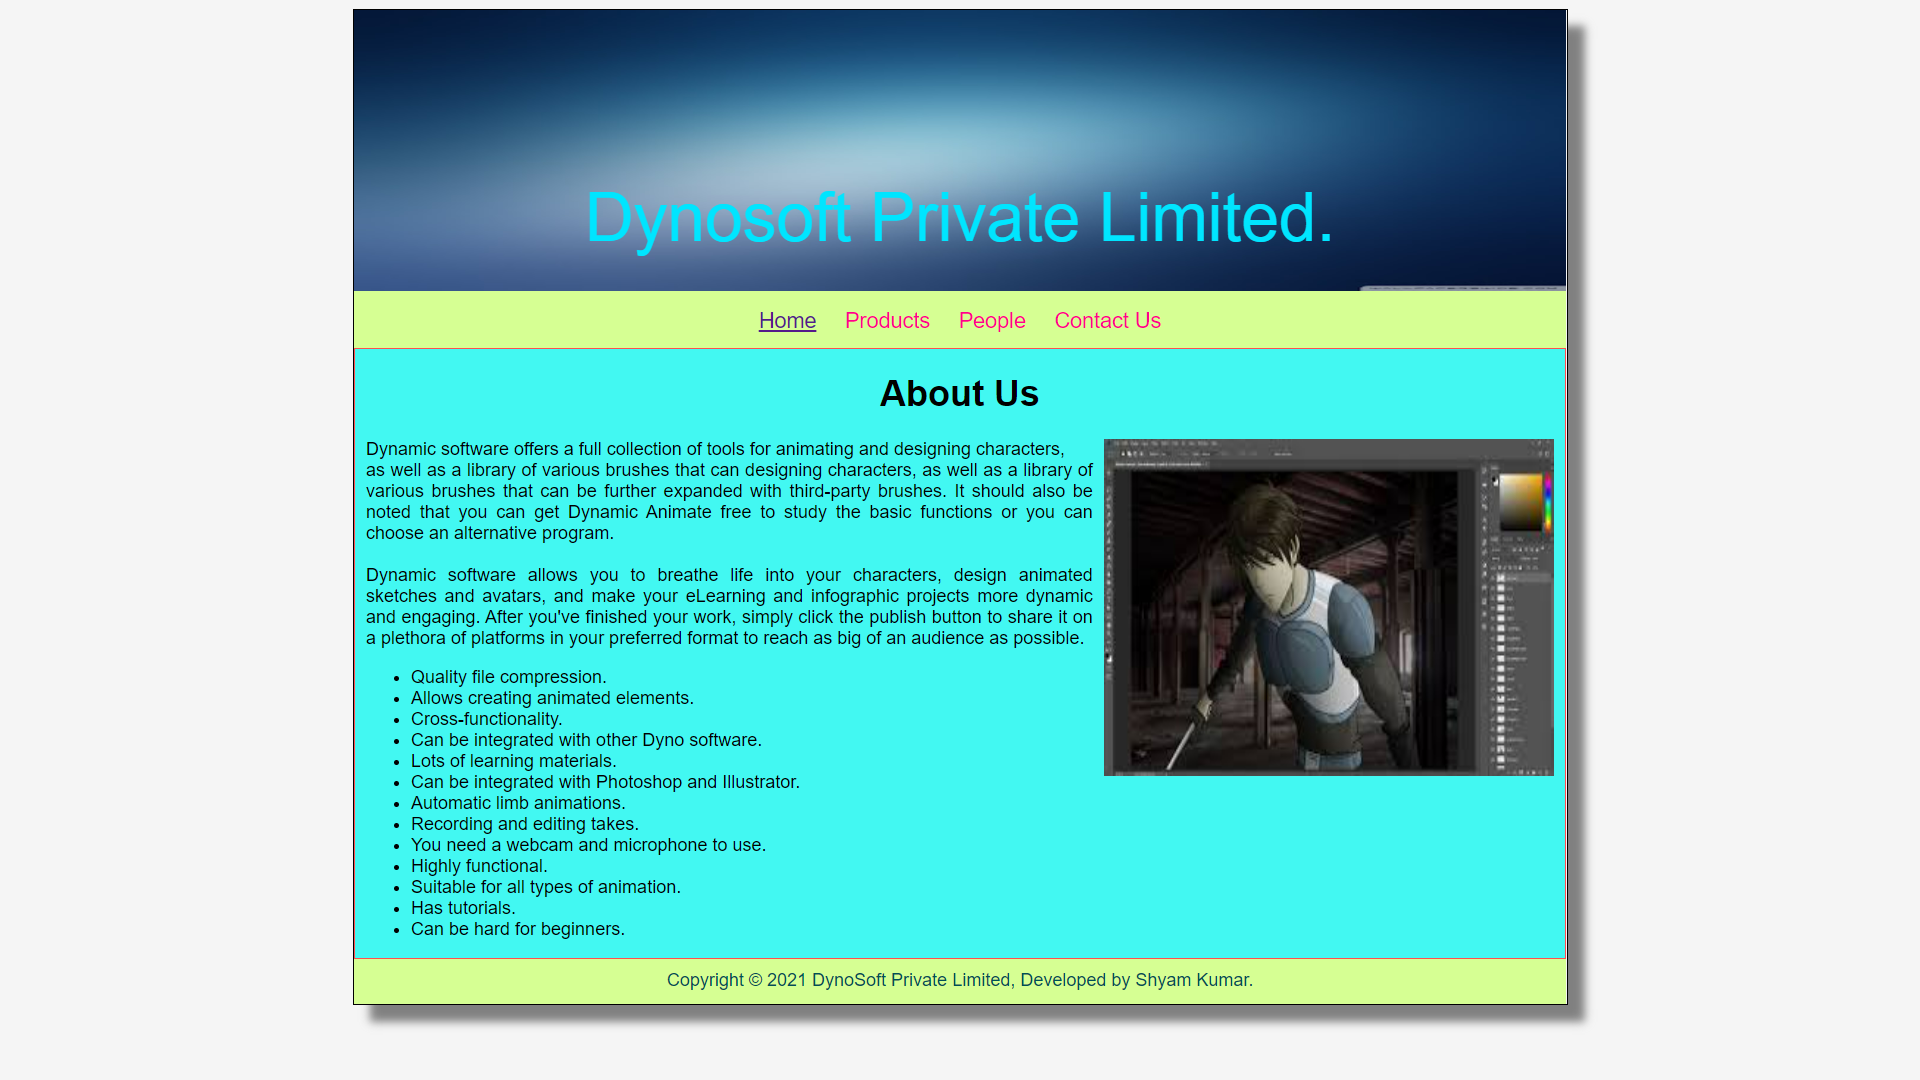 Dynosoft Private Limited.
Home Products People Contact Us
About Us
Dynamic software offers a full collection of tools for animating and designing characters,
as well as a library of various brushes that can designing characters, as well as a library of
various brushes that can be further expanded with third-party brushes. It should also be
noted that you can get Dynamic Animate free to study the basic functions or you can
choose an alternative program.
Dynamic software allows you to breathe life into your characters, design animated
sketches and avatars, and make your eLearning and infographic projects more dynamic
and engaging. After you've finished your work, simply click the publish button to share it on
a plethora of platforms in your preferred format to reach as big of an audience as possible.
• Quality file compression.
• Allows creating animated elements.
• Cross-functionality.
• Can be integrated with other Dyno software.
• Lots of learning materials.
• Can be integrated with Photoshop and Illustrator.
• Automatic limb animations.
• Recording and editing takes.
• You need a webcam and microphone to use.
• Highly functional.
• Suitable for all types of animation.
• Has tutorials.
• Can be hard for beginners.
Copyright © 2021 DynoSoft Private Limited, Developed by Shyam Kumar.